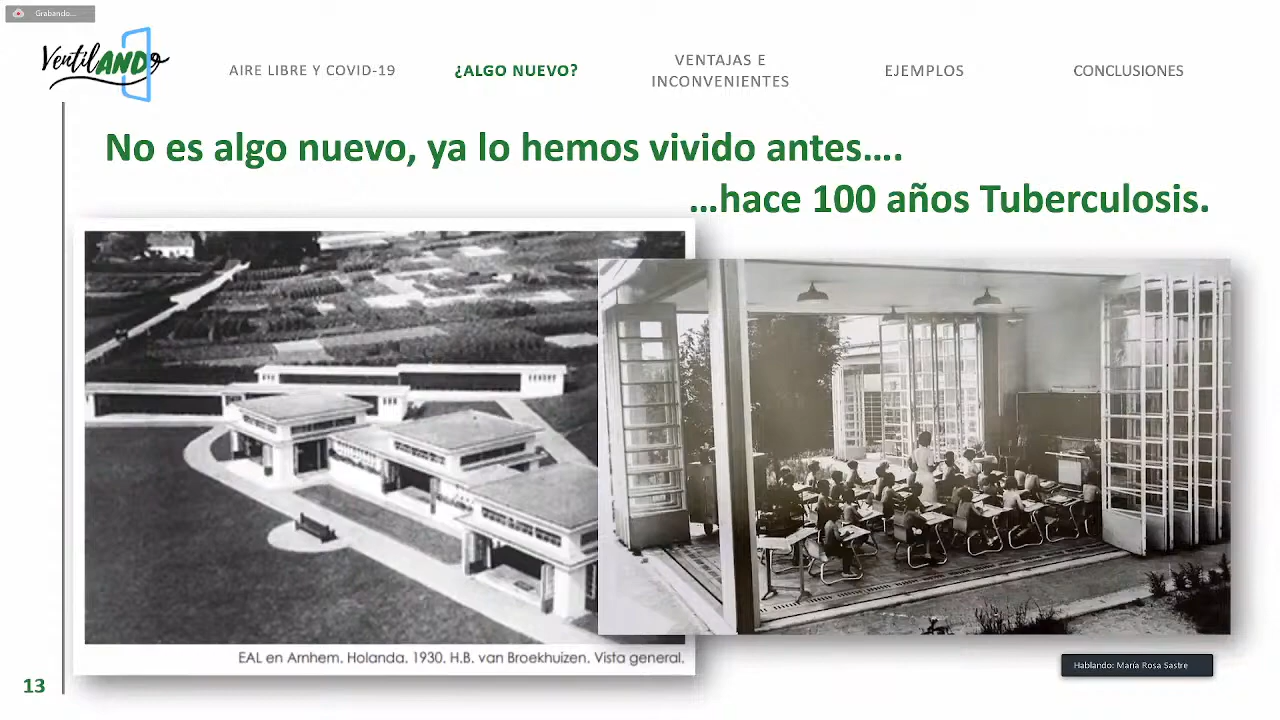 Grabando...
VentilANDo
AIRE LIBRE Y COVID-19
¿ALGO NUEVO?
VENTAJAS E
INCONVENIENTES
EJEMPLOS
CONCLUSIONES
No es algo nuevo, ya lo hemos vivido antes....
...hace 100 años Tuberculosis.
EAL en Arnhem. Holanda. 1930. H.B. van Broekhuizen. Vista general.
Hablando: María Rosa Sastre
13